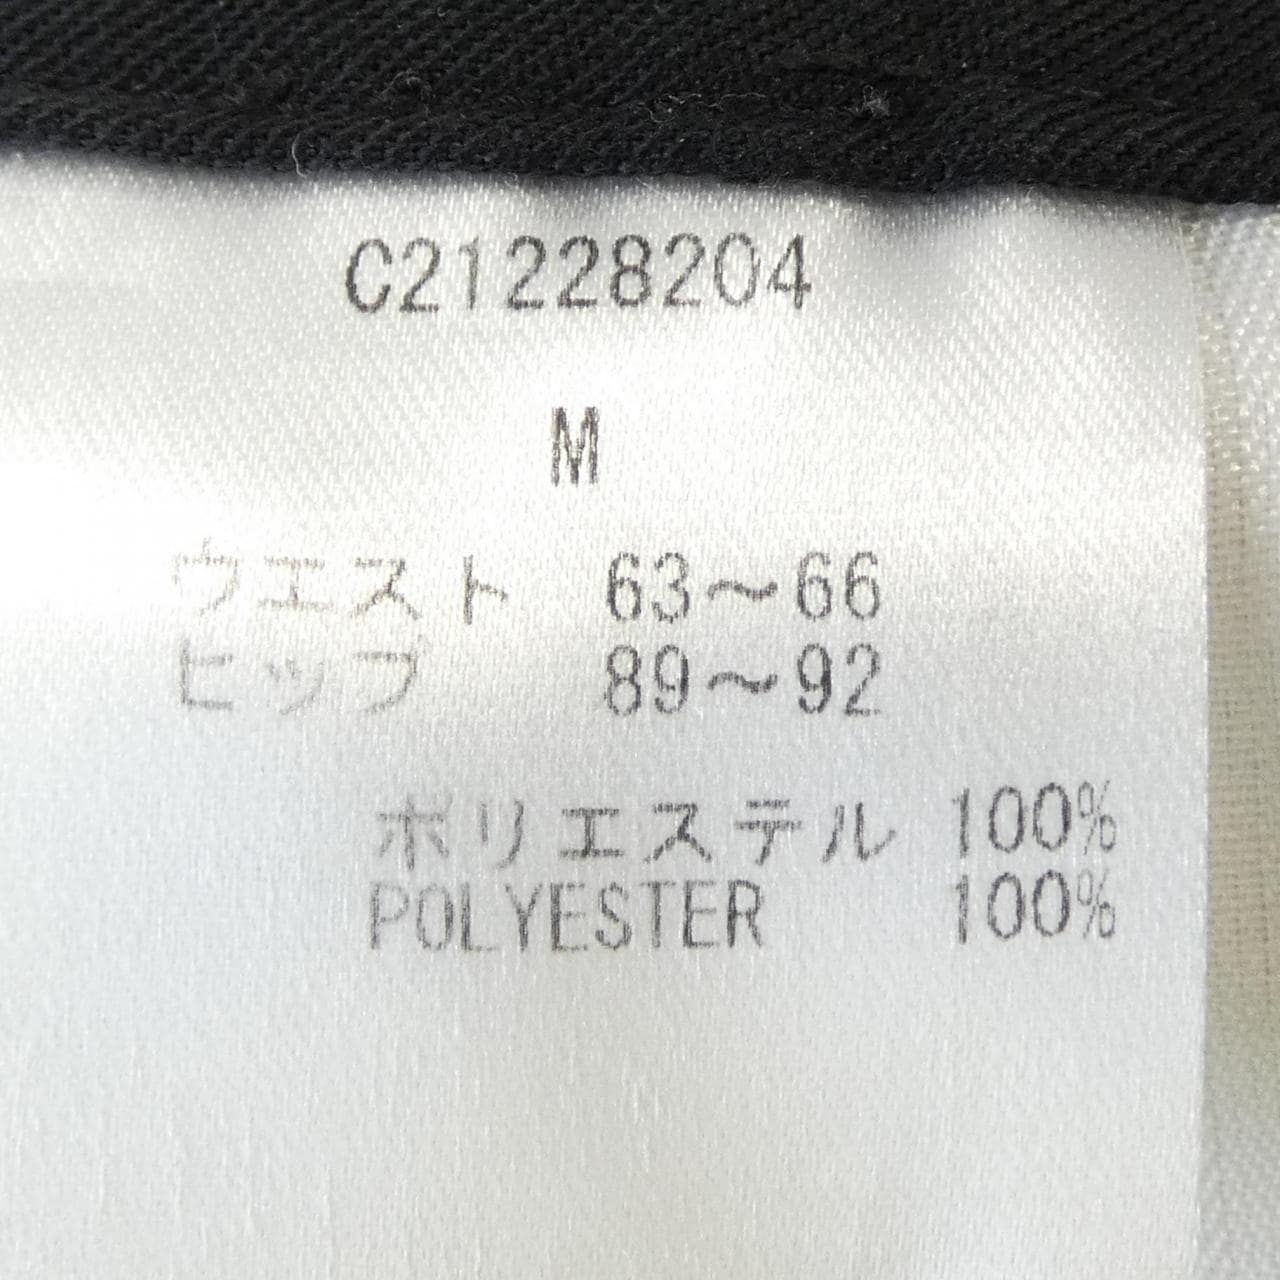 C21228204
M
ウエスト 63～66
ヒップ 89～92
ポリエステル 100%
POLYESTER 100%